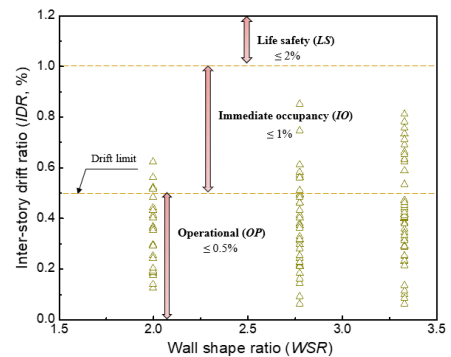 1.2
1.0
0.8
0.6
0.4
0.2
0.0
Inter-story drift ratio (IDR, %)
Life safety (LS)
≤ 2%
Immediate occupancy (IO)
≤ 1%
Drift limit
Operational (OP)
≤ 0.5%
1.5 2.0 2.5 3.0 3.5
Wall shape ratio (WSR)